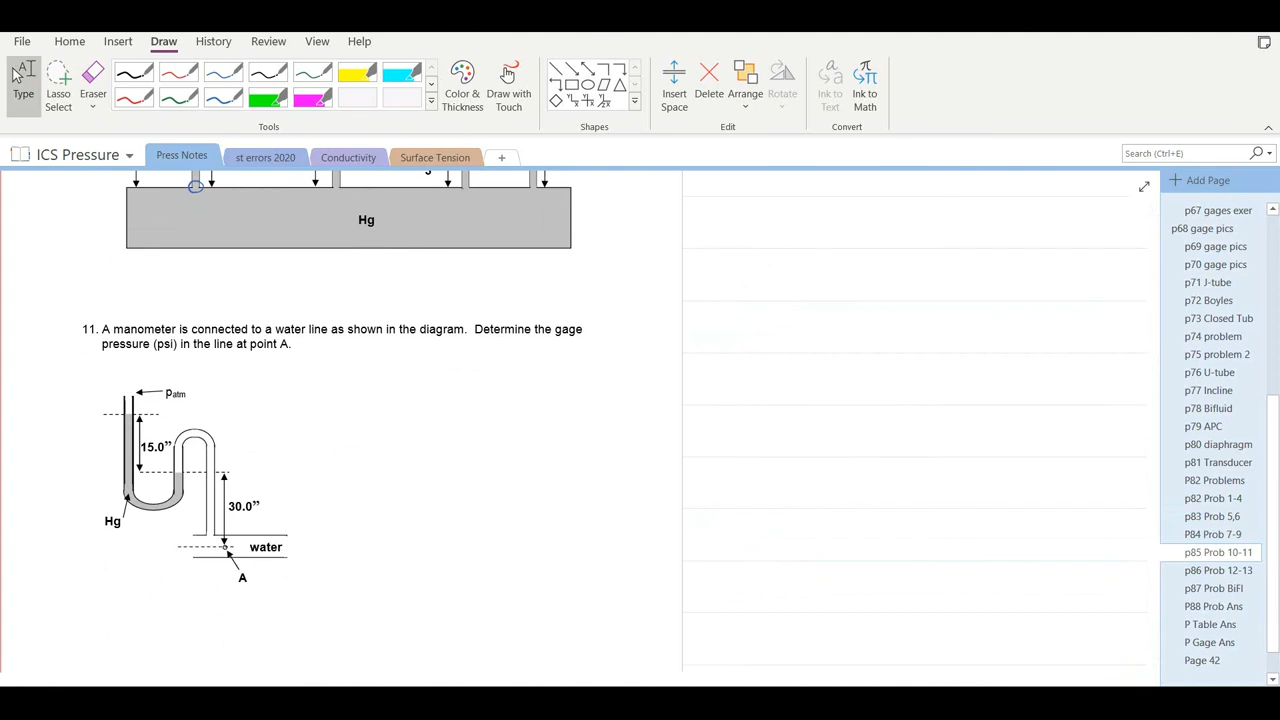 File Home Insert Draw History Review View Help
Type
Lasso Select
Eraser
Color & Thickness
Draw with Touch
Insert Space
Delete
Arrange
Rotate
Ink to Text
Ink to Math
Tools
Shapes
Edit
Convert
ICS Pressure
Press Notes
st errors 2020
Conductivity
Surface Tension
Search (Ctrl+E)
Add Page
Hg
11. A manometer is connected to a water line as shown in the diagram. Determine the gage
pressure (psi) in the line at point A.
patm
15.0”
30.0”
Hg
water
A
p67 gages exer
p68 gage pics
p69 gage pics
p70 gage pics
p71 J-tube
p72 Boyles
p73 Closed Tub
p74 problem
p75 problem 2
p76 U-tube
p77 Incline
p78 Bifluid
p79 APC
p80 diaphragm
p81 Transducer
P82 Problems
p82 Prob 1-4
p83 Prob 5,6
P84 Prob 7-9
p85 Prob 10-11
p86 Prob 12-13
p87 Prob BiFl
P88 Prob Ans
P Table Ans
P Gage Ans
Page 42